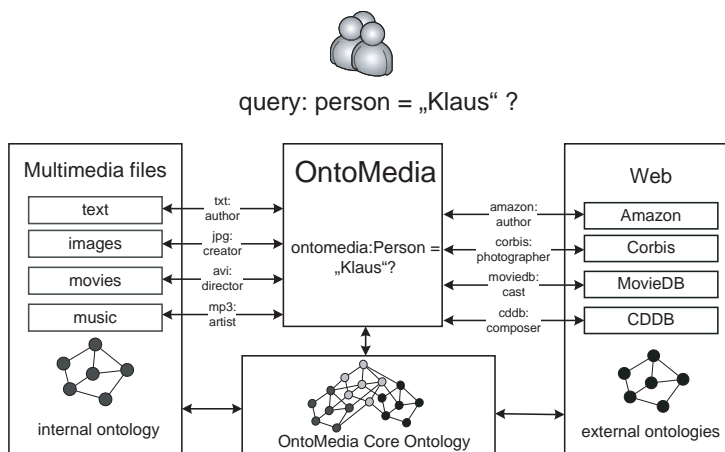 query: person = „Klaus“ ?
Multimedia files
text
images
movies
music
internal ontology
txt:
author
jpg:
creator
avi:
director
mp3:
artist
OntoMedia
ontomedia:Person =
„Klaus“?
OntoMedia Core Ontology
amazon:
author
corbis:
photographer
moviedb:
cast
cddb:
composer
Web
Amazon
Corbis
MovieDB
CDDB
external ontologies